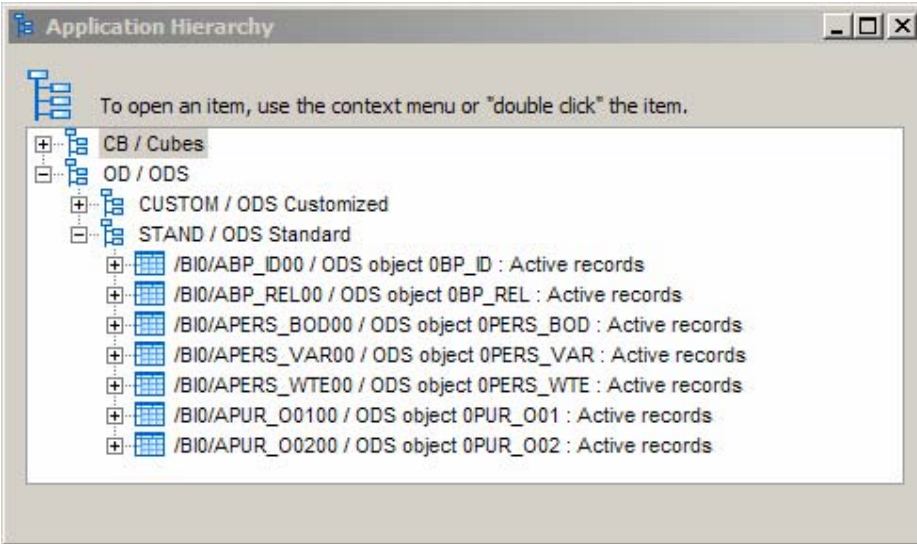 Application Hierarchy
To open an item, use the context menu or "double click" the item.
CB / Cubes
OD / ODS
CUSTOM / ODS Customized
STAND / ODS Standard
/BI0/ABP_ID00 / ODS object 0BP_ID : Active records
/BI0/ABP_REL00 / ODS object 0BP_REL : Active records
/BI0/APERS_BOD00 / ODS object 0PERS_BOD : Active records
/BI0/APERS_VAR00 / ODS object 0PERS_VAR : Active records
/BI0/APERS_WTE00 / ODS object 0PERS_WTE : Active records
/BI0/APUR_O0100 / ODS object 0PUR_O01 : Active records
/BI0/APUR_O0200 / ODS object 0PUR_O02 : Active records